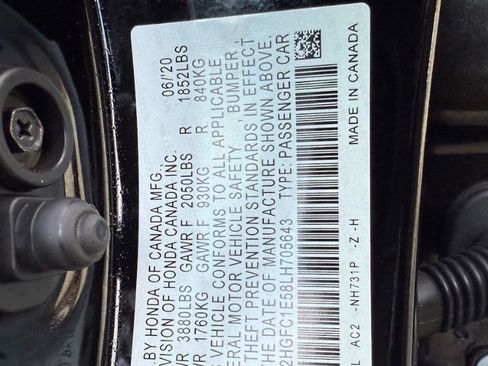 BY HONDA OF CANADA MFG. 06/'20
VISION OF HONDA CANADA INC.
3880LBS GAWR F 2050LBS R 1852LBS
WR 1760KG GAWR F 930KG R 840KG
VEHICLE CONFORMS TO ALL APPLICABLE
ERAL MOTOR VEHICLE SAFETY BUMPER,
THEFT PREVENTION STANDARDS IN EFFECT
THE DATE OF MANUFACTURE SHOWN ABOVE.
2HGFC1E58LH705643 TYPE: PASSENGER CAR
AC2 -NH731P -Z -H MADE IN CANADA